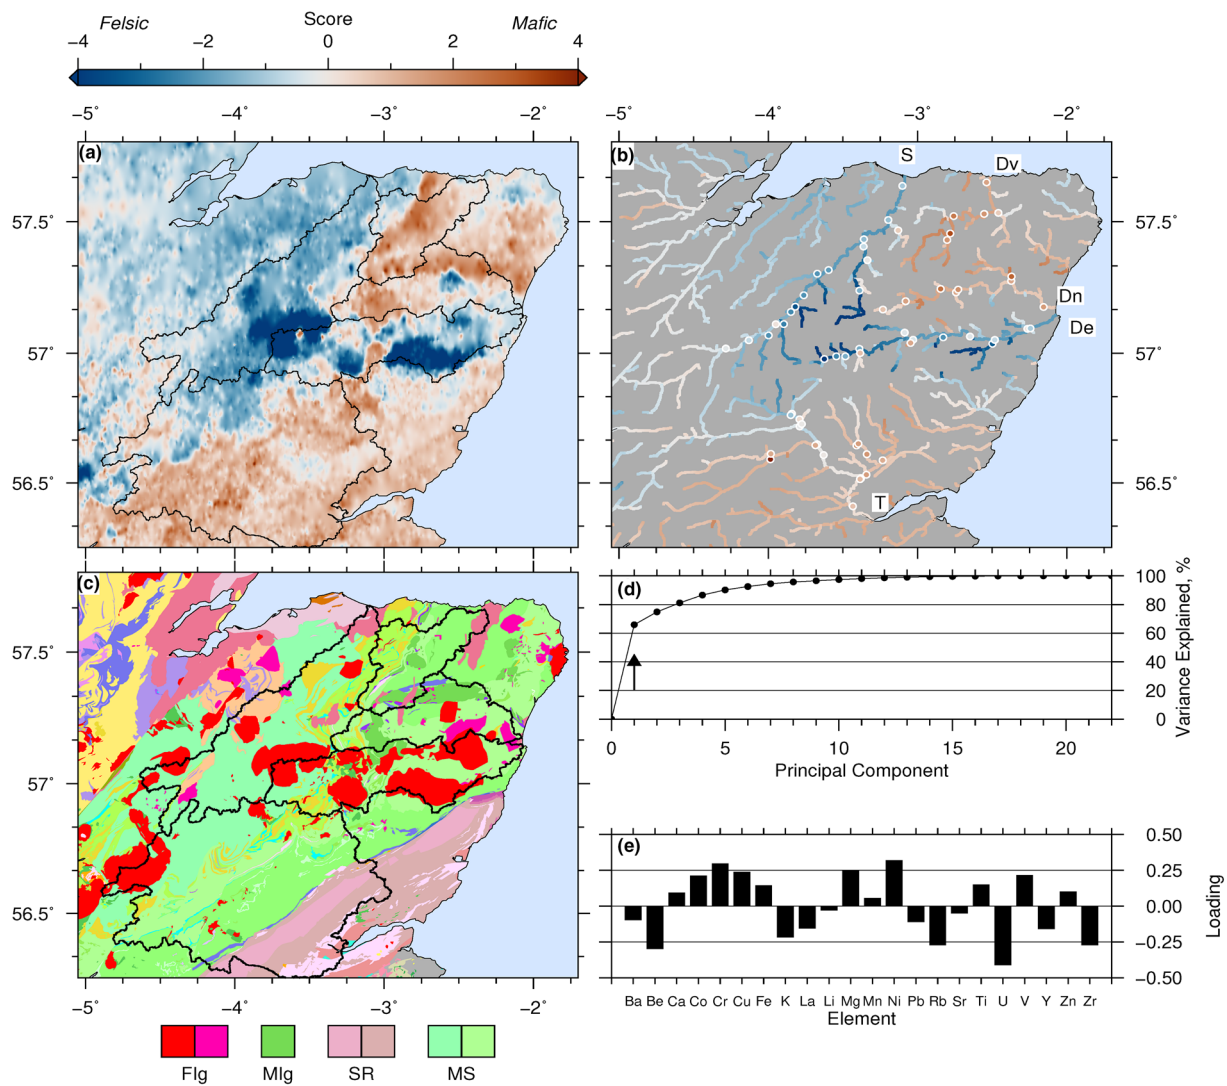 Felsic Score Mafic
−4 −2 0 2 4
−5˚ −4˚ −3˚ −2˚ −5˚ −4˚ −3˚ −2˚
(a) (b) S Dv
57.5˚ 57.5˚
Dn
De
57˚ 57˚
56.5˚ 56.5˚
T
(c) (d) 100
80
57.5˚ 60
40
20
0
Variance Explained, %
0 5 10 15 20
57˚ Principal Component
(e) 0.50
0.25
56.5˚ 0.00
−0.25
−0.50
Loading
Ba Be Ca Co Cr Cu Fe K La Li Mg Mn Ni Pb Rb Sr Ti U V Y Zn Zr
−5˚ −4˚ −3˚ −2˚ Element
FIg MIg SR MS